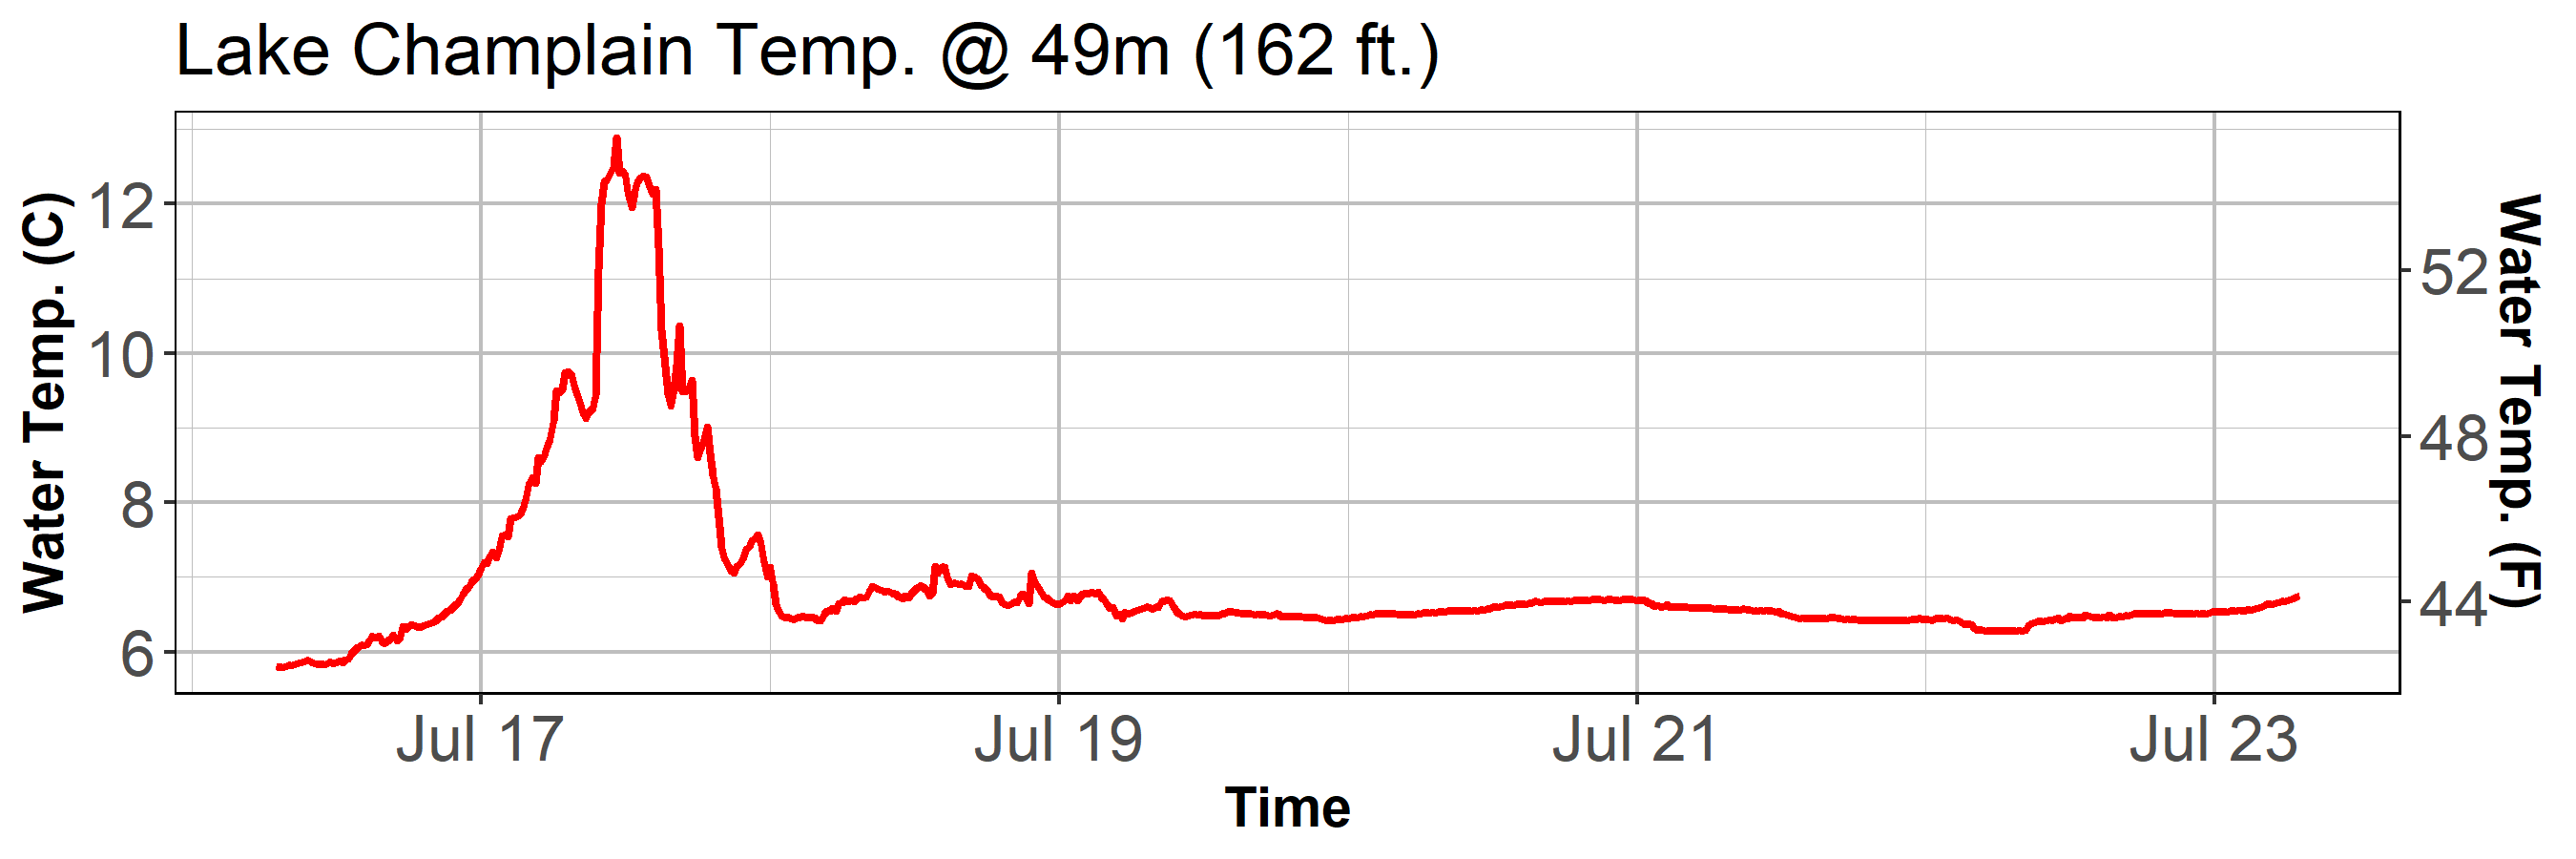 Lake Champlain Temp. @ 49m (162 ft.)
Water Temp. (C)
12
10
8
6
52
48
44
Water Temp. (F)
Jul 17
Jul 19
Jul 21
Jul 23
Time